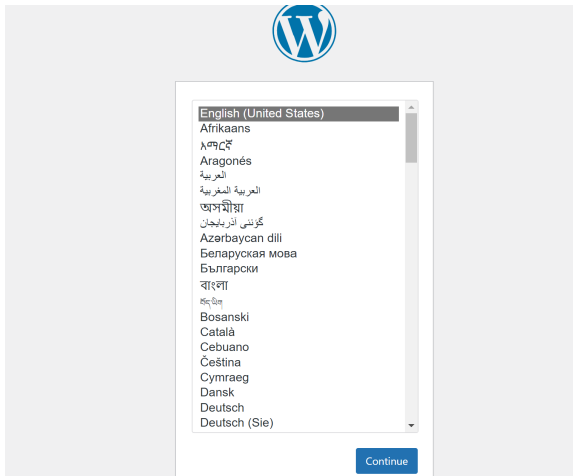 English (United States)
Afrikaans
አማርኛ
Aragonés
العربية
العربية المغربية
অসমীয়া
گؤنئی آذربایجان
Azərbaycan dili
Беларуская мова
Български
বাংলা
བོད་ཡིག
Bosanski
Català
Cebuano
Čeština
Cymraeg
Dansk
Deutsch
Deutsch (Sie)
Continue